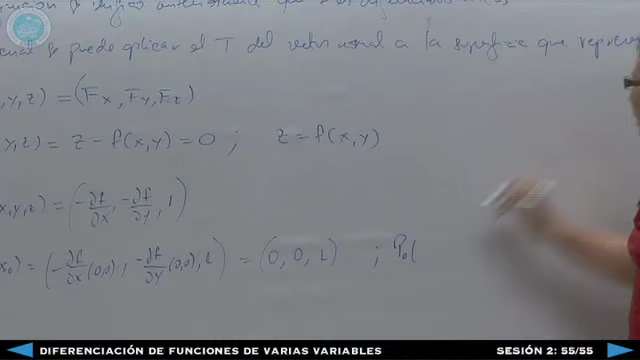 cual se puede aplicar el T del vector normal a la superficie que
,y,z) = (Fx, Fy, Fz)
y,z) = z - f(x,y) = 0 ; z = f(x,y)
x,y,z) = (-∂f/∂x, -∂f/∂y, 1)
x₀) = (-∂f/∂x (0,0), -∂f/∂y (0,0), 1) = (0, 0, 1) ; P₀(
DIFERENCIACIÓN DE FUNCIONES DE VARIAS VARIABLES
SESIÓN 2: 55/55